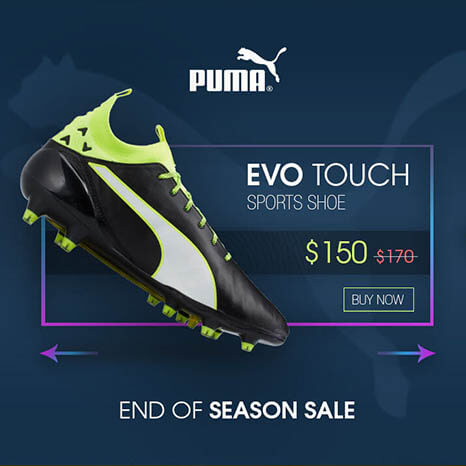 PUMA®
EVO TOUCH
SPORTS SHOE
$150 $170
BUY NOW
END OF SEASON SALE